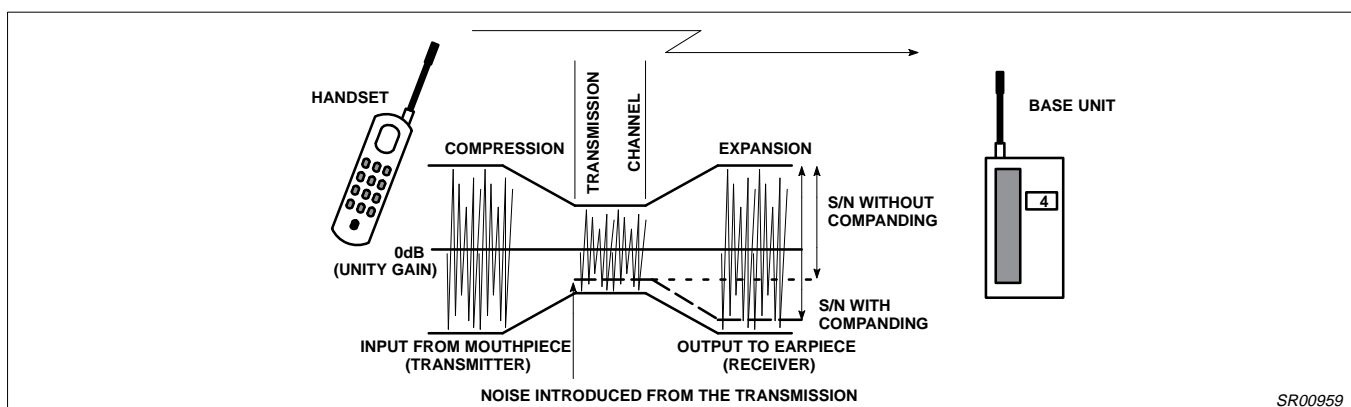 HANDSET
COMPRESSION
TRANSMISSION
CHANNEL
EXPANSION
BASE UNIT
4
S/N WITHOUT
COMPANDING
0dB
(UNITY GAIN)
S/N WITH
COMPANDING
INPUT FROM MOUTHPIECE
(TRANSMITTER)
OUTPUT TO EARPIECE
(RECEIVER)
NOISE INTRODUCED FROM THE TRANSMISSION
SR00959